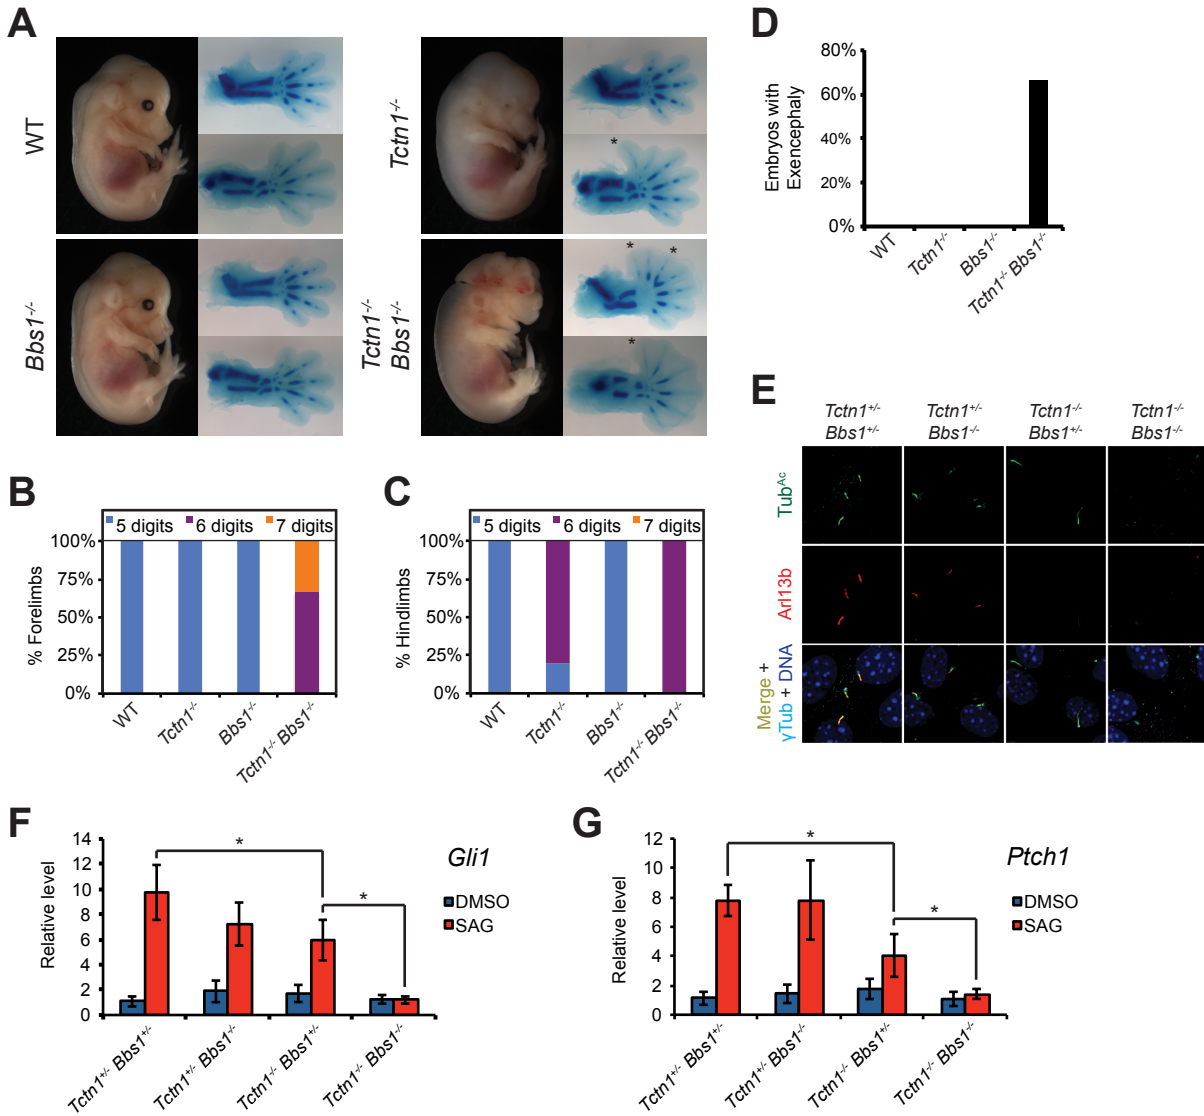 A
WT
Tctn1-/-
*
Bbs1-/-
Tctn1-/-
Bbs1-/-
* *
*
D
Embryos with
Exencephaly
80%
60%
40%
20%
0%
WT
Tctn1-/-
Bbs1-/-
Tctn1-/- Bbs1-/-
B
5 digits 6 digits 7 digits
% Forelimbs
100%
75%
50%
25%
0%
WT
Tctn1-/-
Bbs1-/-
Tctn1-/- Bbs1-/-
C
5 digits 6 digits 7 digits
% Hindlimbs
100%
75%
50%
25%
0%
WT
Tctn1-/-
Bbs1-/-
Tctn1-/- Bbs1-/-
E
Tctn1+/- Tctn1+/- Tctn1-/- Tctn1-/-
Bbs1+/- Bbs1-/- Bbs1+/- Bbs1-/-
TubAc
Arl13b
Merge +
γTub + DNA
F
Gli1
Relative level
14
12
10
8
6
4
2
0
*
*
DMSO
SAG
Tctn1+/- Bbs1+/-
Tctn1+/- Bbs1-/-
Tctn1-/- Bbs1+/-
Tctn1-/- Bbs1-/-
G
Ptch1
Relative level
12
10
8
6
4
2
0
*
*
DMSO
SAG
Tctn1+/- Bbs1+/-
Tctn1+/- Bbs1-/-
Tctn1-/- Bbs1+/-
Tctn1-/- Bbs1-/-